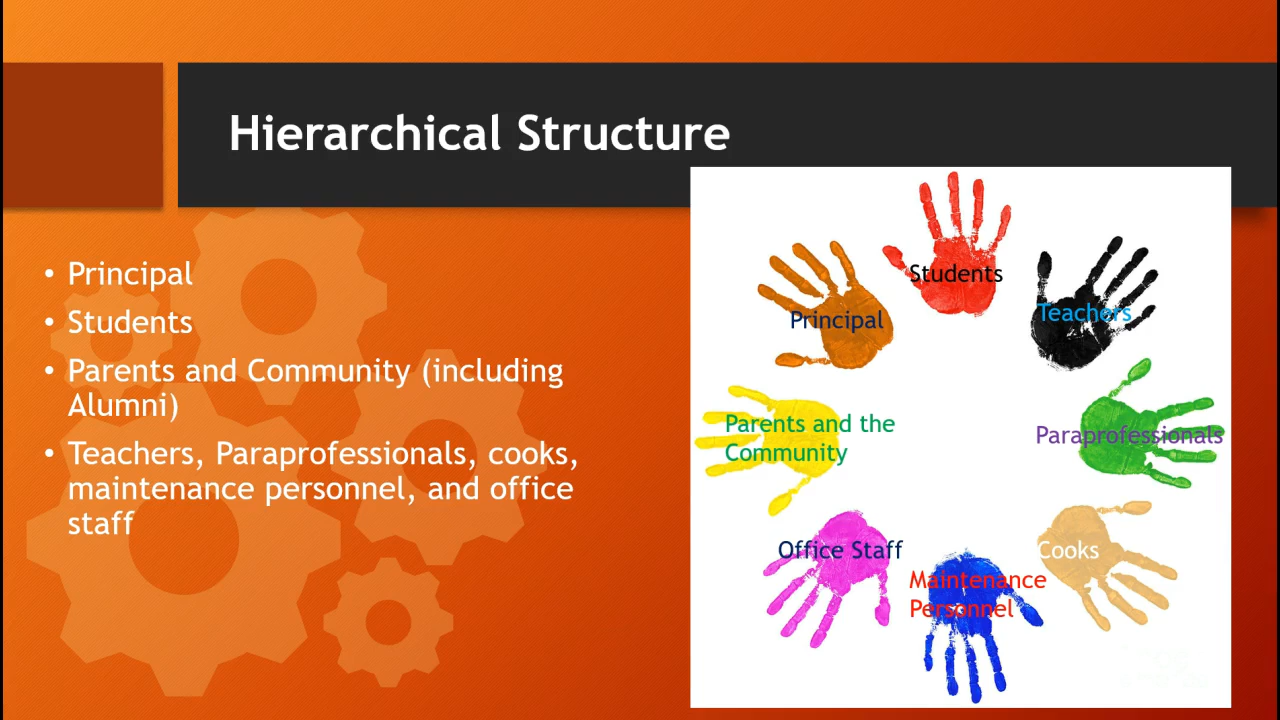 Hierarchical Structure
• Principal
• Students
• Parents and Community (including
Alumni)
• Teachers, Paraprofessionals, cooks,
maintenance personnel, and office
staff
Students
Principal
Teachers
Parents and the
Community
Paraprofessionals
Office Staff
Cooks
Maintenance
Personnel